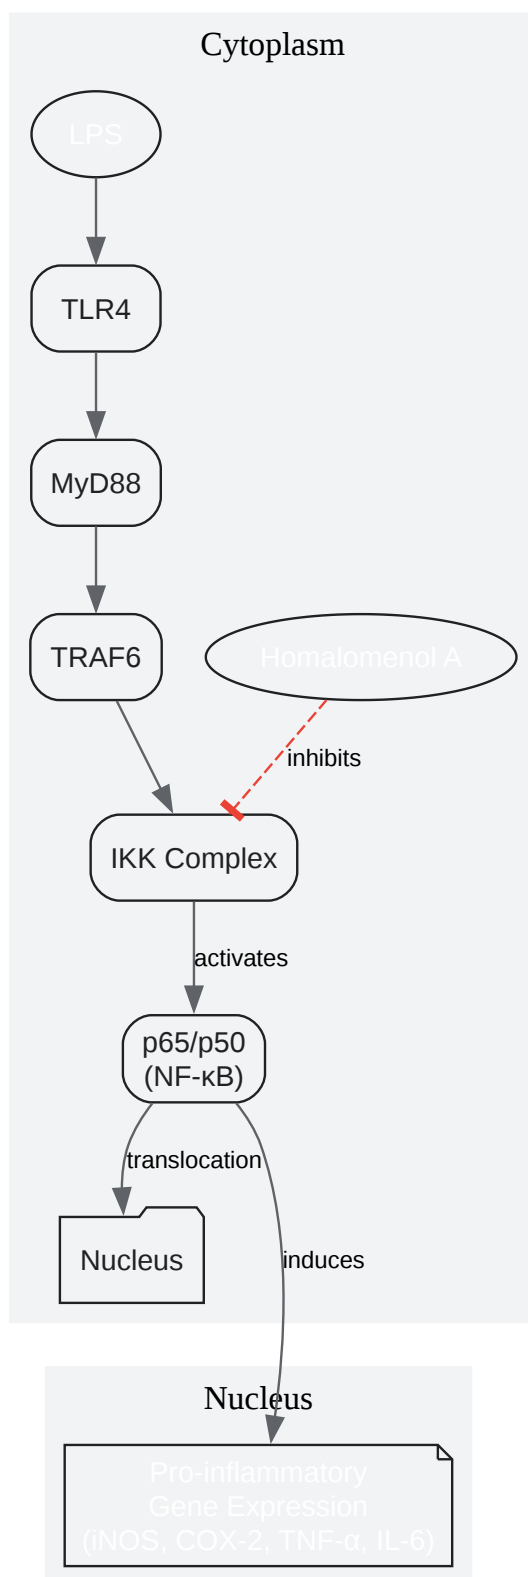 Cytoplasm
LPS
TLR4
MyD88
TRAF6
Homalomenol A
inhibits
IKK Complex
activates
p65/p50
(NF-κB)
translocation
Nucleus
induces
Nucleus
Pro-inflammatory
Gene Expression
(iNOS, COX-2, TNF-α, IL-6)